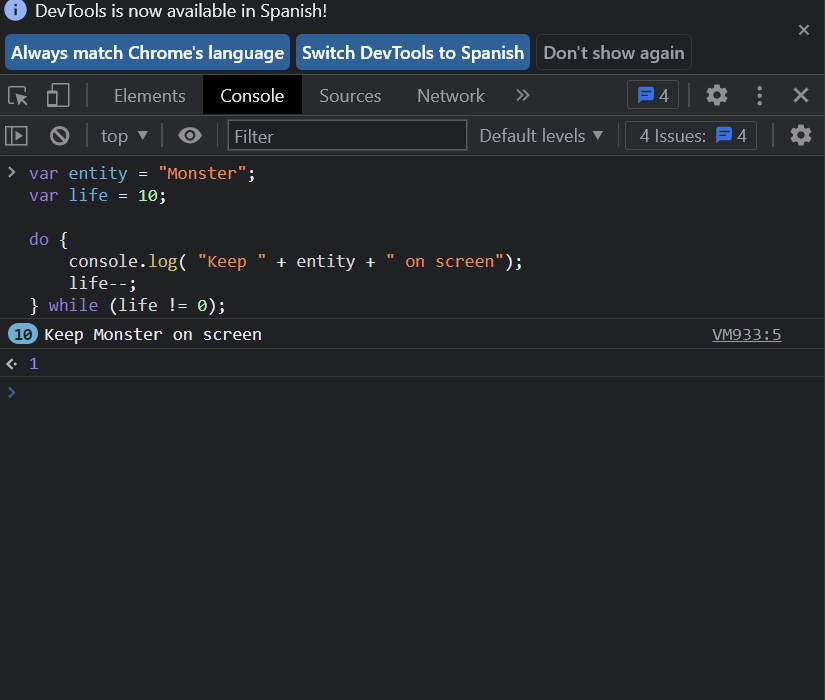 DevTools is now available in Spanish!
Always match Chrome's language Switch DevTools to Spanish Don't show again
Elements Console Sources Network 4
top Filter Default levels 4 Issues: 4
var entity = "Monster";
var life = 10;
do {
    console.log( "Keep " + entity + " on screen");
    life--;
} while (life != 0);
10 Keep Monster on screen VM933:5
1